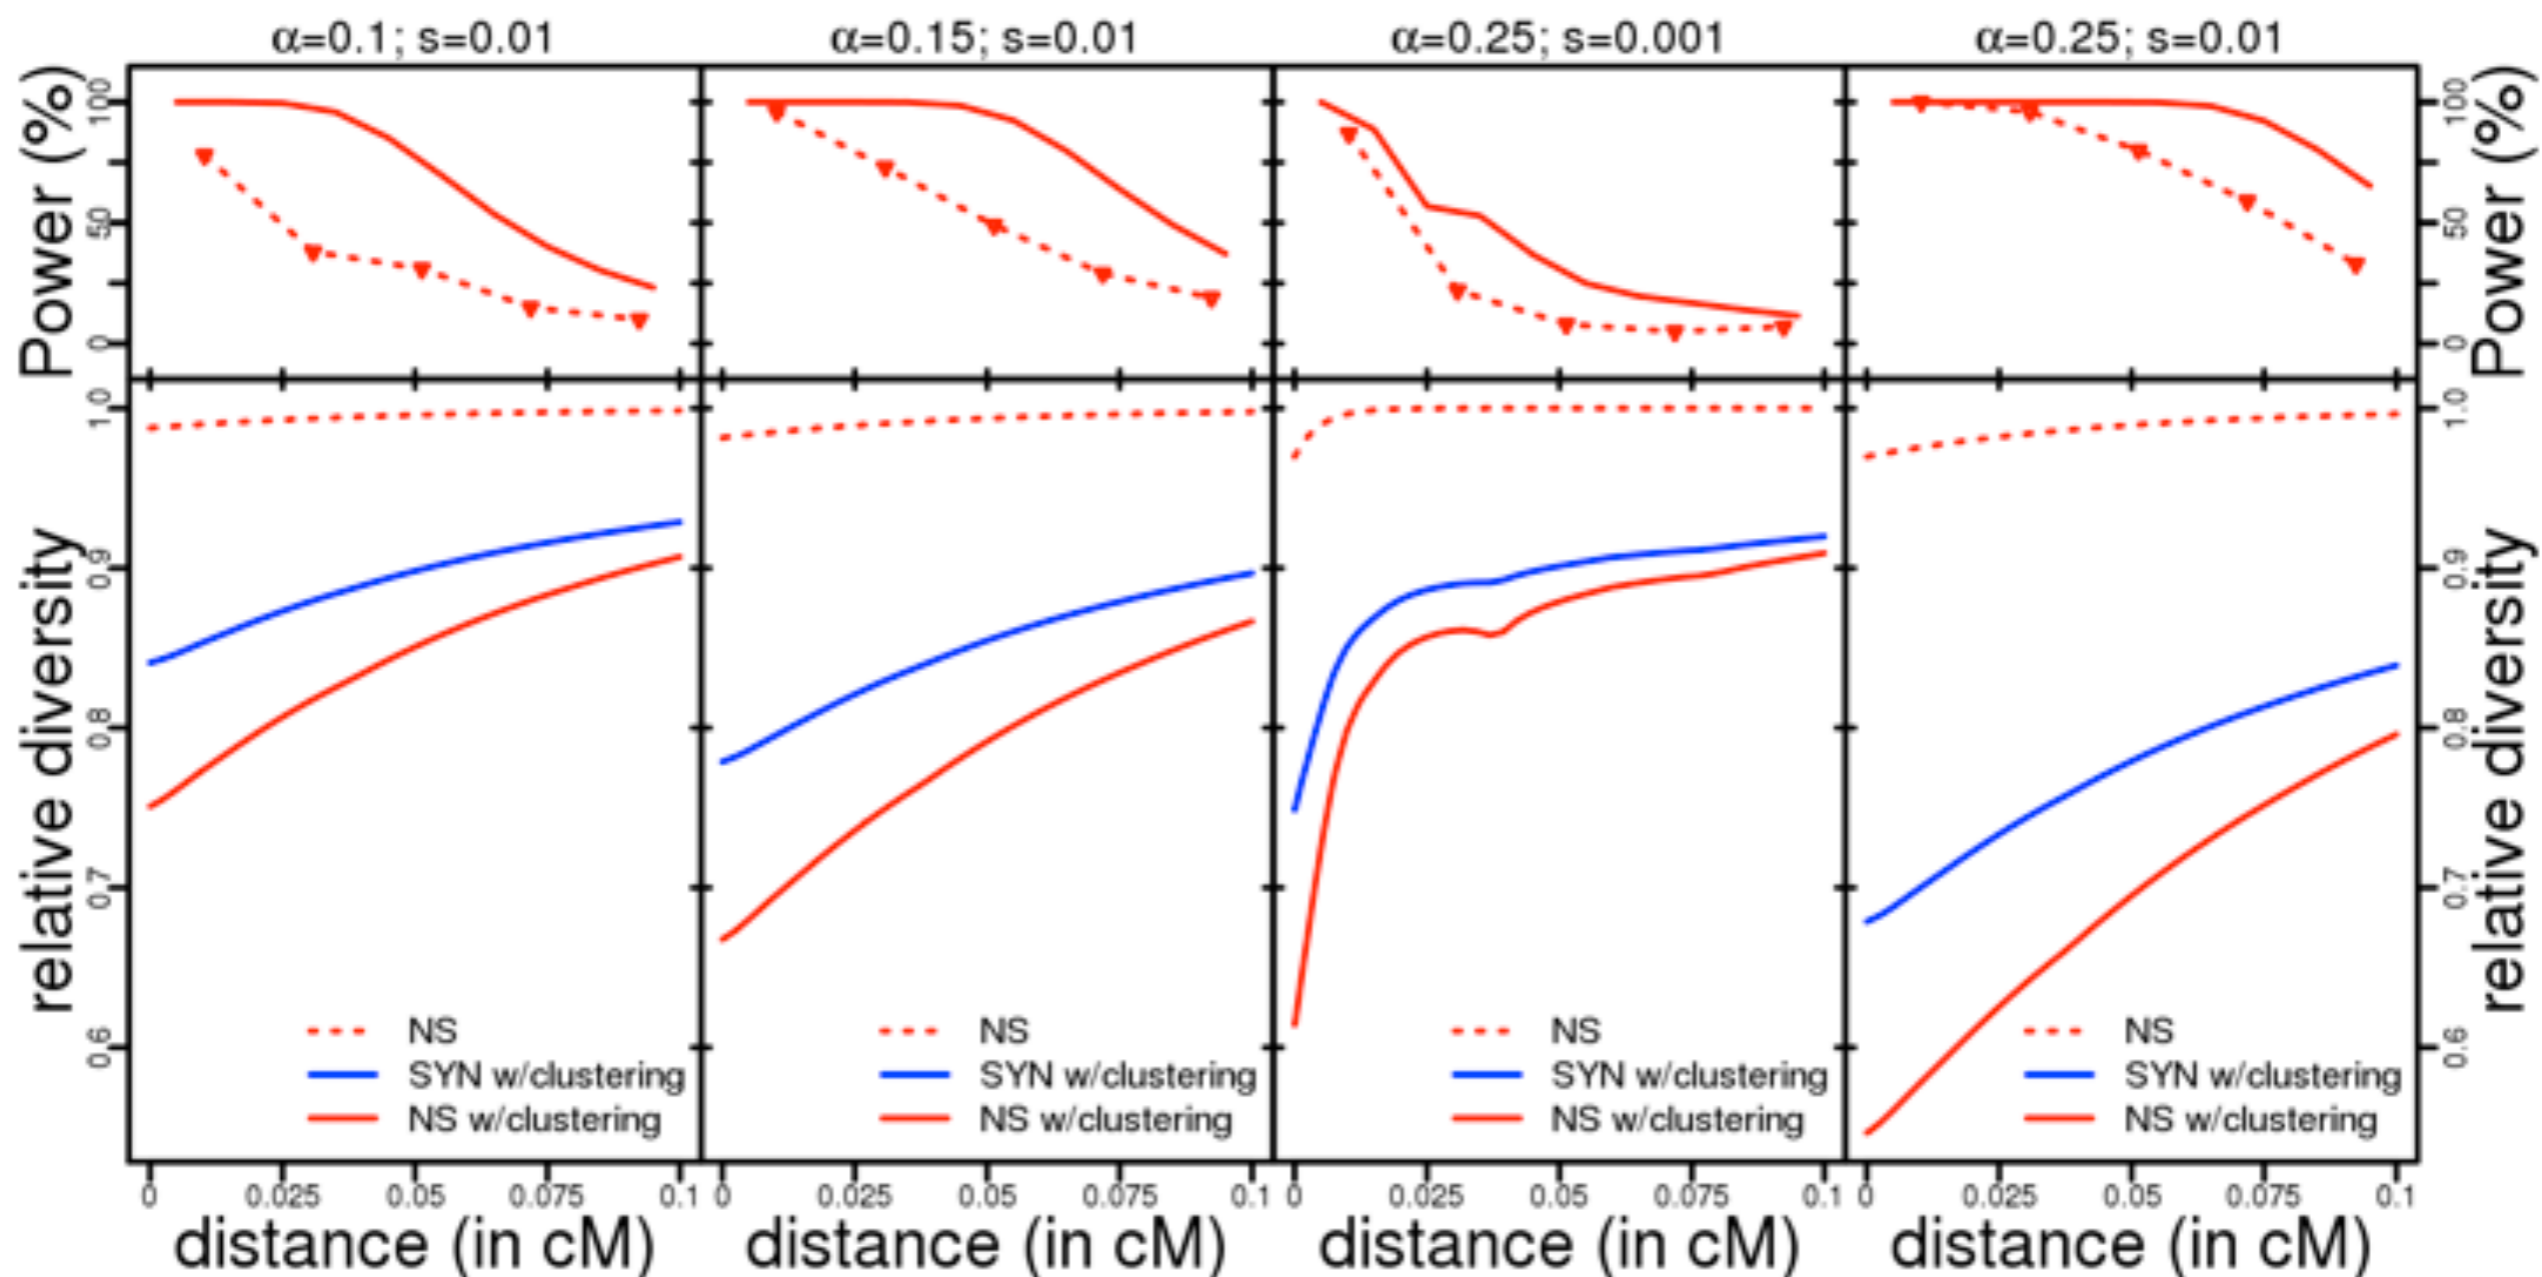 α=0.1; s=0.01 α=0.15; s=0.01 α=0.25; s=0.001 α=0.25; s=0.01
Power (%)
100
50
0
Power (%)
100
50
0
relative diversity
1.0
0.9
0.8
0.7
0.6
relative diversity
1.0
0.9
0.8
0.7
0.6
NS
SYN w/clustering
NS w/clustering
NS
SYN w/clustering
NS w/clustering
NS
SYN w/clustering
NS w/clustering
NS
SYN w/clustering
NS w/clustering
0 0.025 0.05 0.075 0.1 0 0.025 0.05 0.075 0.1 0 0.025 0.05 0.075 0.1 0 0.025 0.05 0.075 0.1
distance (in cM) distance (in cM) distance (in cM) distance (in cM)